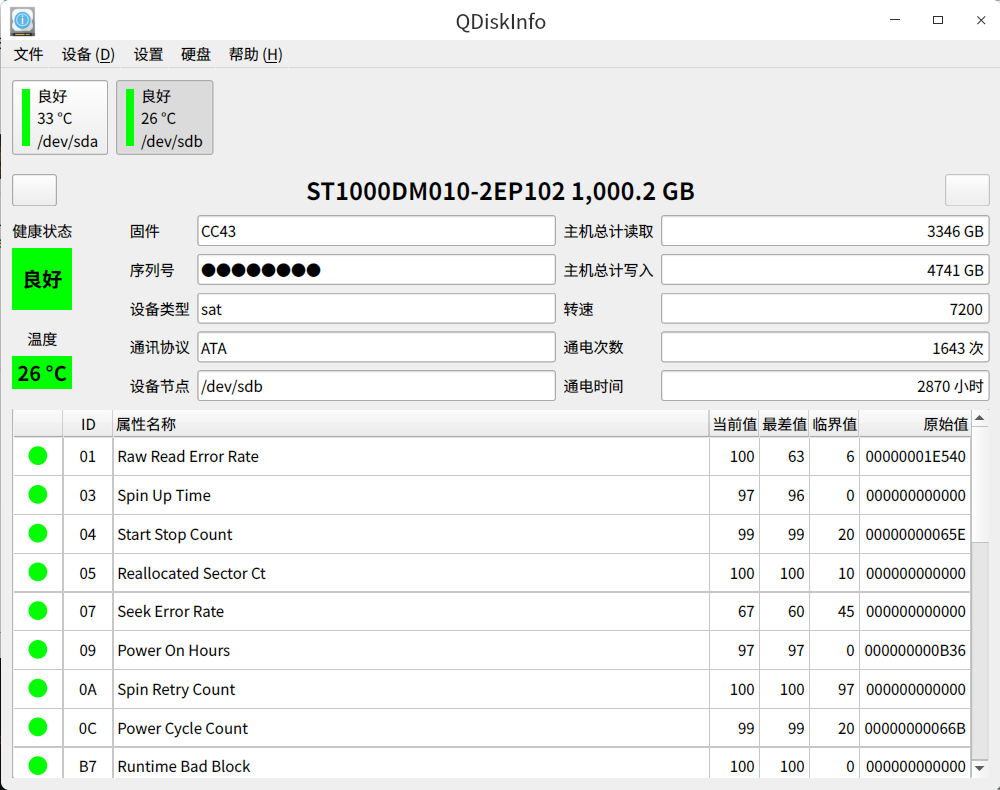 QDiskInfo
文件 设备 (D) 设置 硬盘 帮助 (H)
良好
33 °C
/dev/sda
良好
26 °C
/dev/sdb
ST1000DM010-2EP102 1,000.2 GB
健康状态
良好
温度
26 °C
固件 CC43 主机总计读取 3346 GB
序列号 ●●●●●●●● 主机总计写入 4741 GB
设备类型 sat 转速 7200
通讯协议 ATA 通电次数 1643 次
设备节点 /dev/sdb 通电时间 2870 小时
ID 属性名称 当前值 最差值 临界值 原始值
01 Raw Read Error Rate 100 63 6 00000001E540
03 Spin Up Time 97 96 0 000000000000
04 Start Stop Count 99 99 20 00000000065E
05 Reallocated Sector Ct 100 100 10 000000000000
07 Seek Error Rate 67 60 45 000000000000
09 Power On Hours 97 97 0 000000000B36
0A Spin Retry Count 100 100 97 000000000000
0C Power Cycle Count 99 99 20 00000000066B
B7 Runtime Bad Block 100 100 0 000000000000